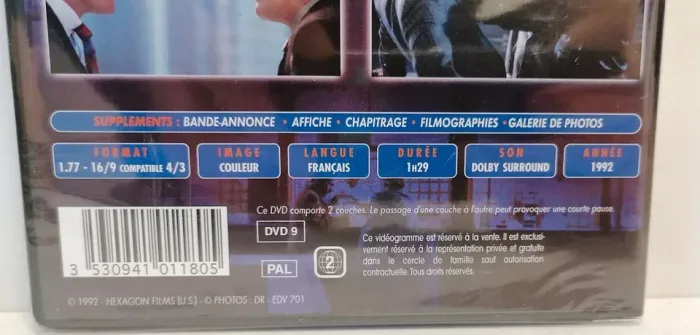 SUPPLEMENTS : BANDE-ANNONCE • AFFICHE • CHAPITRAGE • FILMOGRAPHIES • GALERIE DE PHOTOS
FORMAT
1.77 - 16/9 COMPATIBLE 4/3
IMAGE
COULEUR
LANGUE
FRANÇAIS
DURÉE
1H29
SON
DOLBY SURROUND
ANNÉE
1992
Ce DVD comporte 2 couches. Le passage d'une couche à l'autre peut provoquer une courte pause.
DVD 9
PAL
2
Ce vidéogramme est réservé à la vente. Il est exclusi-
vement réservé à la représentation privée et gratuite
dans le cercle de famille sauf autorisation
contractuelle. Tous droits réservés.
3 530941 011805
© 1992 - HEXAGON FILMS (U.S.) - © PHOTOS : DR - EDV 701